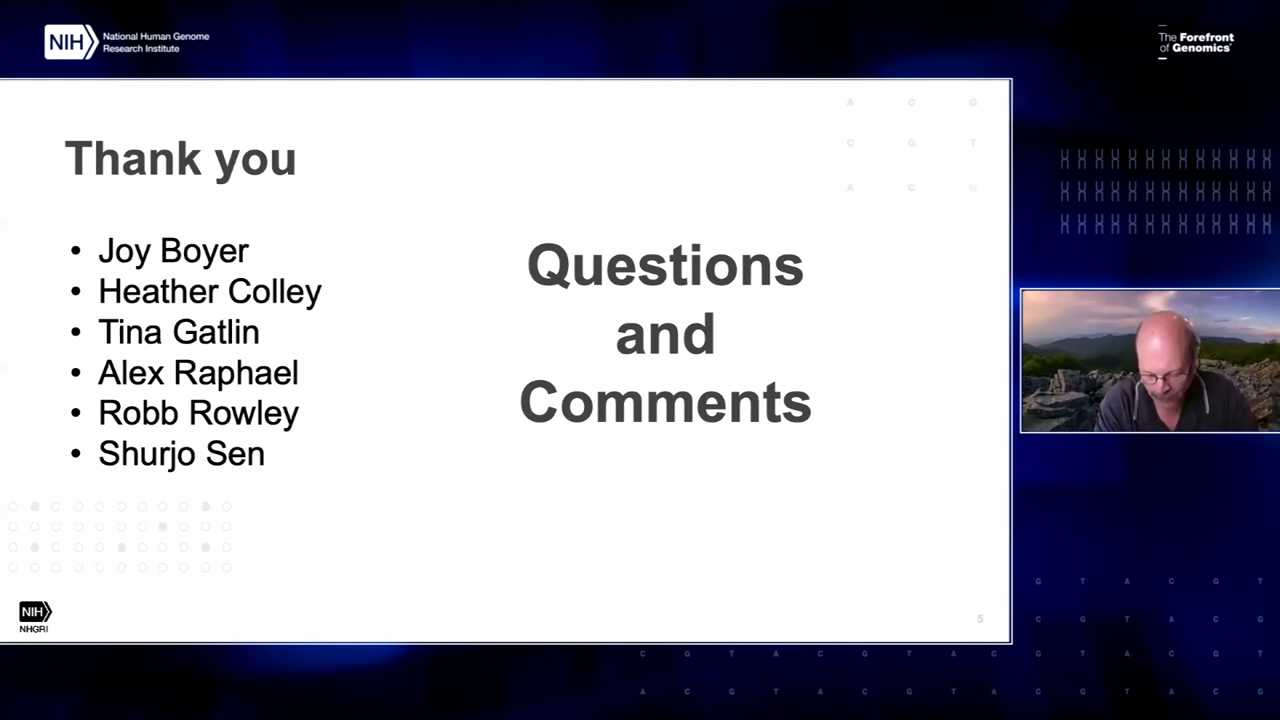 NIH
National Human Genome
Research Institute
The Forefront
of Genomics
A C G
C G T
A C G
Thank you
• Joy Boyer
• Heather Colley
• Tina Gatlin
• Alex Raphael
• Robb Rowley
• Shurjo Sen
Questions
and
Comments
NIH
NHGRI
5
G T A C G T
C G T A C G
C G T A C G T A C G T A C G T
A C G T A C G T A C G T A C G